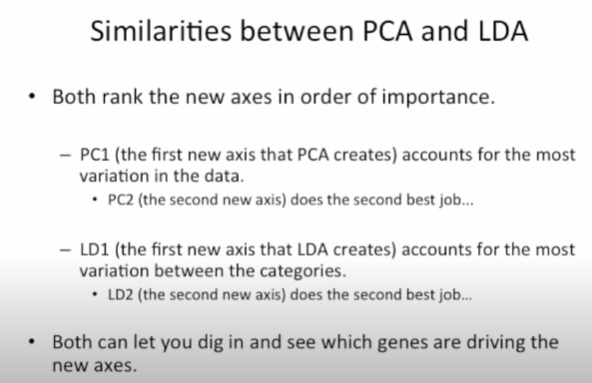 Similarities between PCA and LDA
• Both rank the new axes in order of importance.
– PC1 (the first new axis that PCA creates) accounts for the most
variation in the data.
• PC2 (the second new axis) does the second best job...
– LD1 (the first new axis that LDA creates) accounts for the most
variation between the categories.
• LD2 (the second new axis) does the second best job...
• Both can let you dig in and see which genes are driving the
new axes.